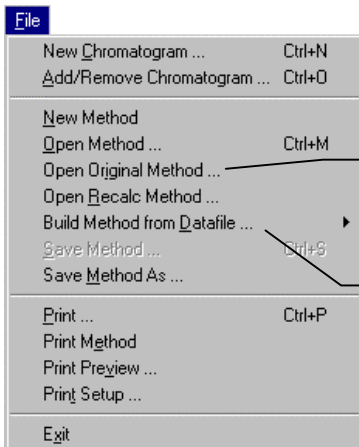 File
New Chromatogram ... Ctrl+N
Add/Remove Chromatogram ... Ctrl+O
New Method
Open Method ... Ctrl+M
Open Original Method ...
Open Recalc Method ...
Build Method from Datafile ...
Save Method ... Ctrl+S
Save Method As ...
Print ... Ctrl+P
Print Method
Print Preview ...
Print Setup ...
Exit